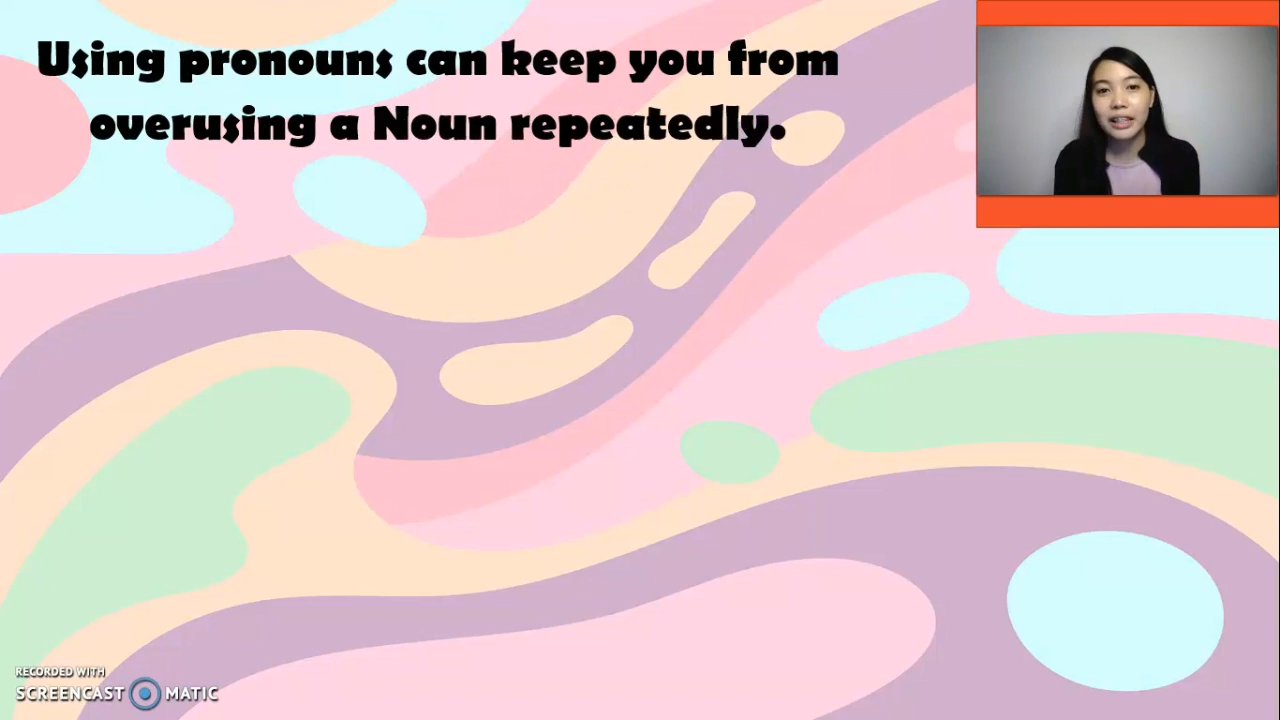 Using pronouns can keep you from
overusing a Noun repeatedly.
RECORDED WITH
SCREENCAST MATIC